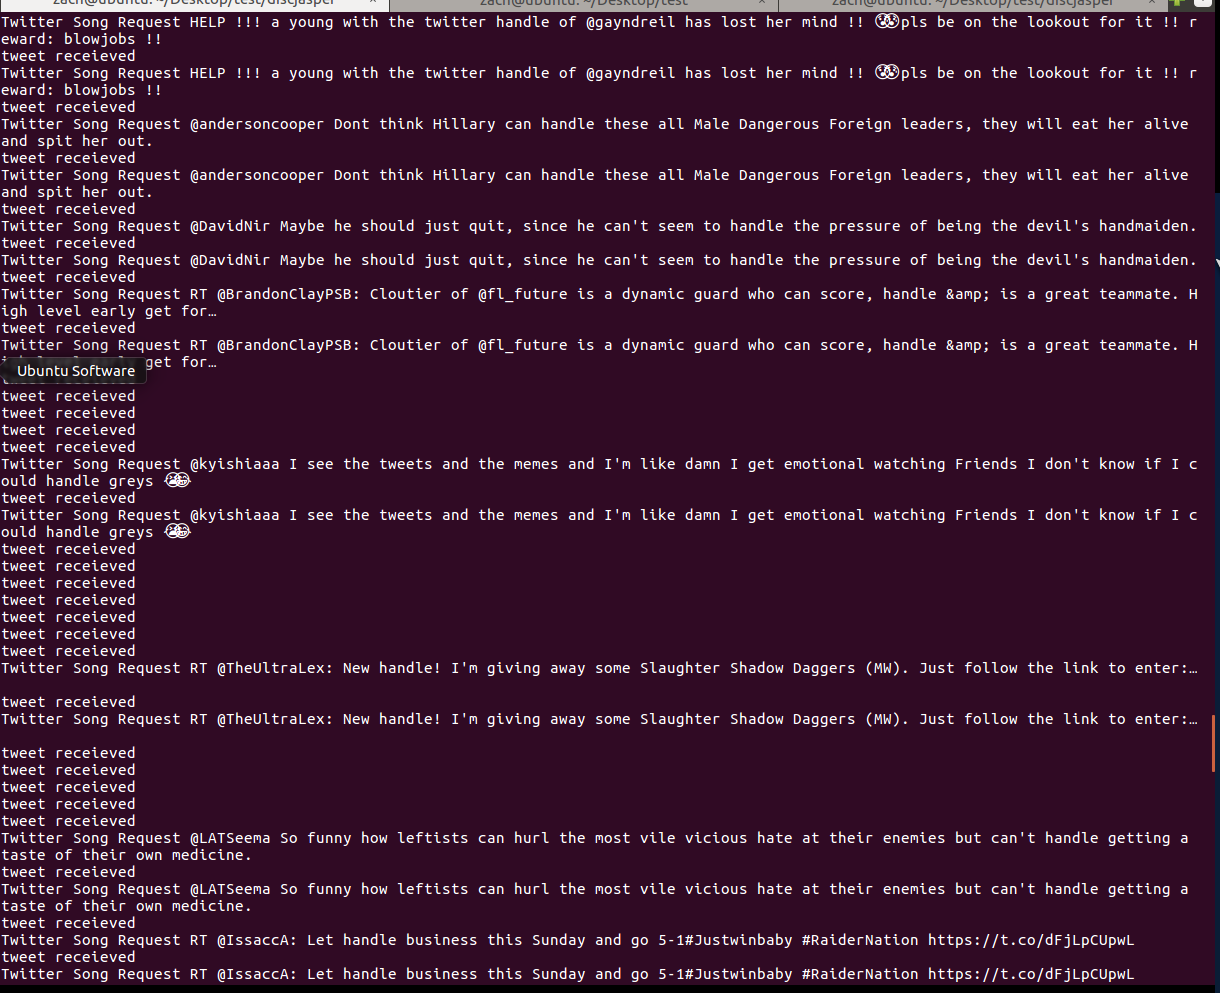 zach@ubuntu: ~/Desktop/test/discjasper × zach@ubuntu: ~/Desktop/test × zach@ubuntu: ~/Desktop/test/discjasper ×
Twitter Song Request HELP !!! a young with the twitter handle of @gayndreil has lost her mind !! 😰😰pls be on the lookout for it !! r
eward: blowjobs !!
tweet receieved
Twitter Song Request HELP !!! a young with the twitter handle of @gayndreil has lost her mind !! 😰😰pls be on the lookout for it !! r
eward: blowjobs !!
tweet receieved
Twitter Song Request @andersoncooper Dont think Hillary can handle these all Male Dangerous Foreign leaders, they will eat her alive
and spit her out.
tweet receieved
Twitter Song Request @andersoncooper Dont think Hillary can handle these all Male Dangerous Foreign leaders, they will eat her alive
and spit her out.
tweet receieved
Twitter Song Request @DavidNir Maybe he should just quit, since he can't seem to handle the pressure of being the devil's handmaiden.
tweet receieved
Twitter Song Request @DavidNir Maybe he should just quit, since he can't seem to handle the pressure of being the devil's handmaiden.
tweet receieved
Twitter Song Request RT @BrandonClayPSB: Cloutier of @fl_future is a dynamic guard who can score, handle &amp; is a great teammate. H
igh level early get for…
tweet receieved
Twitter Song Request RT @BrandonClayPSB: Cloutier of @fl_future is a dynamic guard who can score, handle &amp; is a great teammate. H
igh level early get for…
Ubuntu Software
tweet receieved
tweet receieved
tweet receieved
tweet receieved
tweet receieved
Twitter Song Request @kyishiaaa I see the tweets and the memes and I'm like damn I get emotional watching Friends I don't know if I c
ould handle greys 😭😂
tweet receieved
Twitter Song Request @kyishiaaa I see the tweets and the memes and I'm like damn I get emotional watching Friends I don't know if I c
ould handle greys 😭😂
tweet receieved
tweet receieved
tweet receieved
tweet receieved
tweet receieved
tweet receieved
tweet receieved
Twitter Song Request RT @TheUltraLex: New handle! I'm giving away some Slaughter Shadow Daggers (MW). Just follow the link to enter:…
tweet receieved
Twitter Song Request RT @TheUltraLex: New handle! I'm giving away some Slaughter Shadow Daggers (MW). Just follow the link to enter:…
tweet receieved
tweet receieved
tweet receieved
tweet receieved
tweet receieved
Twitter Song Request @LATSeema So funny how leftists can hurl the most vile vicious hate at their enemies but can't handle getting a
taste of their own medicine.
tweet receieved
Twitter Song Request @LATSeema So funny how leftists can hurl the most vile vicious hate at their enemies but can't handle getting a
taste of their own medicine.
tweet receieved
Twitter Song Request RT @IssaccA: Let handle business this Sunday and go 5-1#Justwinbaby #RaiderNation https://t.co/dFjLpCUpwL
tweet receieved
Twitter Song Request RT @IssaccA: Let handle business this Sunday and go 5-1#Justwinbaby #RaiderNation https://t.co/dFjLpCUpwL